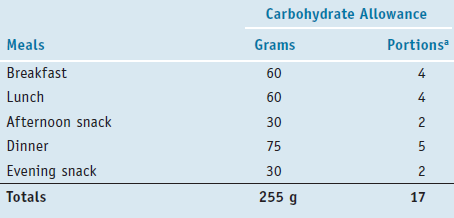 Carbohydrate Allowance
Meals Grams Portionsª
Breakfast 60 4
Lunch 60 4
Afternoon snack 30 2
Dinner 75 5
Evening snack 30 2
Totals 255 g 17